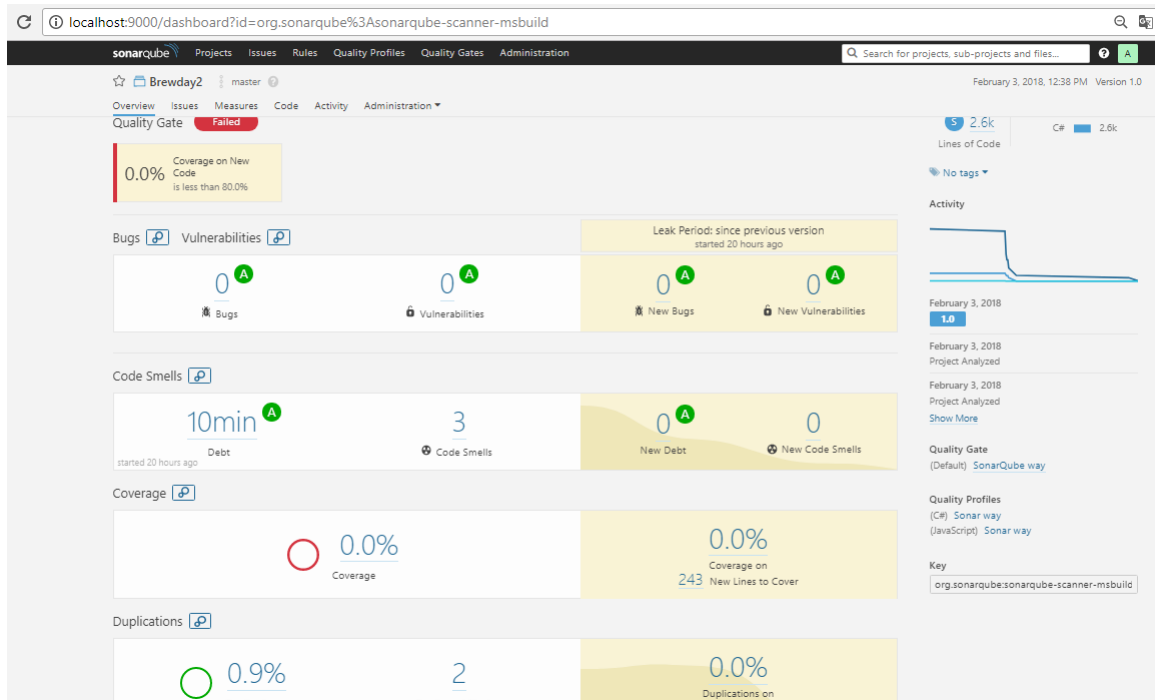 localhost:9000/dashboard?id=org.sonarqube%3Asonarqube-scanner-msbuild
sonarqube Projects Issues Rules Quality Profiles Quality Gates Administration Search for projects, sub-projects and files... ? A
Brewday2 master ? February 3, 2018, 12:38 PM Version 1.0
Overview Issues Measures Code Activity Administration
Quality Gate Failed
0.0% Coverage on New
Code
is less than 80.0%
Bugs Vulnerabilities
Leak Period: since previous version
started 20 hours ago
0 A 0 A 0 A 0 A
Bugs Vulnerabilities New Bugs New Vulnerabilities
Code Smells
10min A 3 0 A 0
Debt Code Smells New Debt New Code Smells
started 20 hours ago
Coverage
0.0% 0.0%
Coverage Coverage on
243 New Lines to Cover
Duplications
0.9% 2 0.0%
Duplications on
S 2.6k C# 2.6k
Lines of Code
No tags
Activity
February 3, 2018
1.0
February 3, 2018
Project Analyzed
February 3, 2018
Project Analyzed
Show More
Quality Gate
(Default) SonarQube way
Quality Profiles
(C#) Sonar way
(JavaScript) Sonar way
Key
org.sonarqube:sonarqube-scanner-msbuild